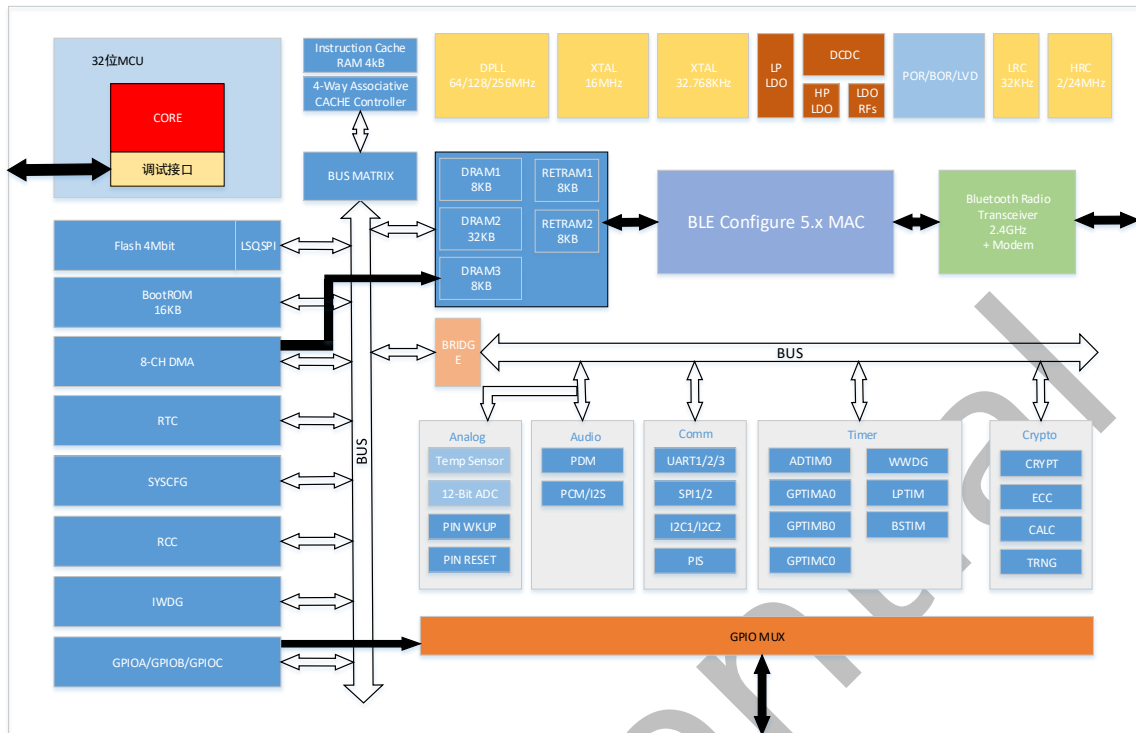 32位MCU
CORE
调试接口
Instruction Cache
RAM 4kB
4-Way Associative
CACHE Controller
BUS MATRIX
DPLL
64/128/256MHz
XTAL
16MHz
XTAL
32.768KHz
LP
LDO
DCDC
HP
LDO
LDO
RFs
POR/BOR/LVD
LRC
32KHz
HRC
2/24MHz
DRAM1
8KB
RETRAM1
8KB
DRAM2
32KB
RETRAM2
8KB
DRAM3
8KB
BLE Configure 5.x MAC
Bluetooth Radio
Transceiver
2.4GHz
+ Modem
Flash 4Mbit
LSQSPI
BootROM
16KB
8-CH DMA
RTC
SYSCFG
RCC
IWDG
GPIOA/GPIOB/GPIOC
BUS
BRIDG
E
BUS
Analog
Temp Sensor
12-Bit ADC
PIN WKUP
PIN RESET
Audio
PDM
PCM/I2S
Comm
UART1/2/3
SPI1/2
I2C1/I2C2
PIS
Timer
ADTIM0
WWDG
GPTIMA0
LPTIM
GPTIMB0
BSTIM
GPTIMC0
Crypto
CRYPT
ECC
CALC
TRNG
GPIO MUX